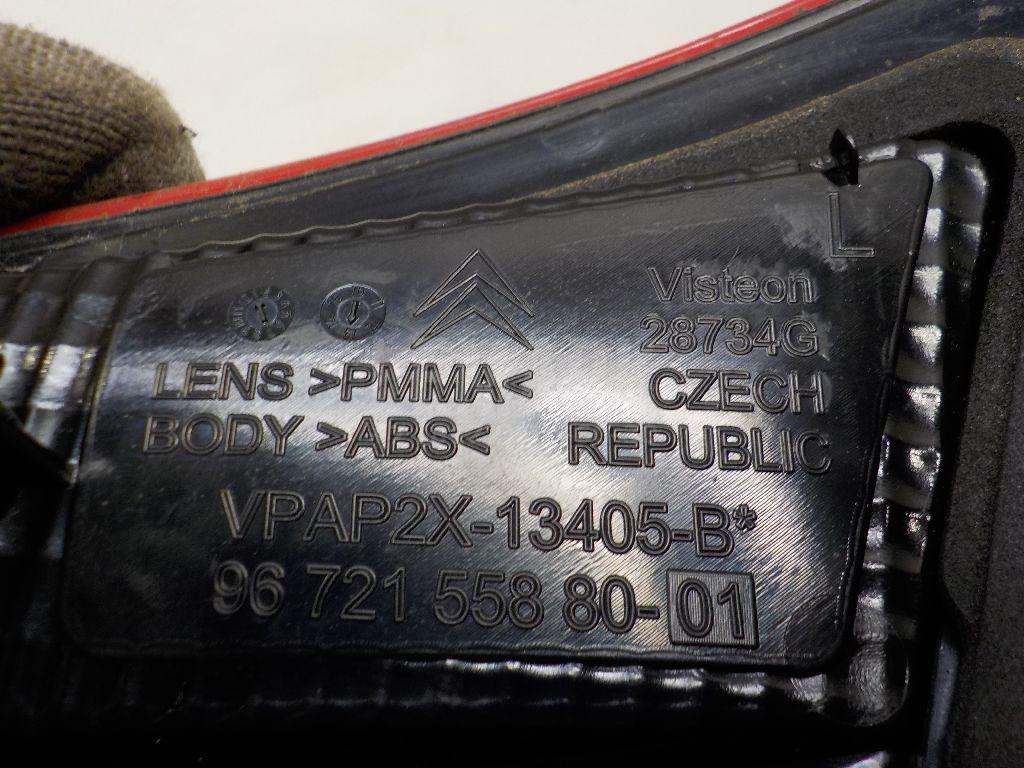 L
Visteon
28734G
LENS >PMMA< CZECH
BODY >ABS< REPUBLIC
VPAP2X-13405-B*
96 721 558 80-01